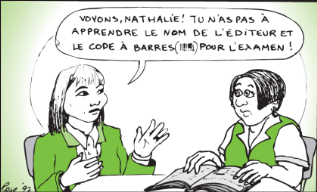 VOYONS, NATHALIE! TU N'AS PAS À
APPRENDRE LE NOM DE L'ÉDITEUR ET
LE CODE À BARRES ( ) POUR L'EXAMEN!